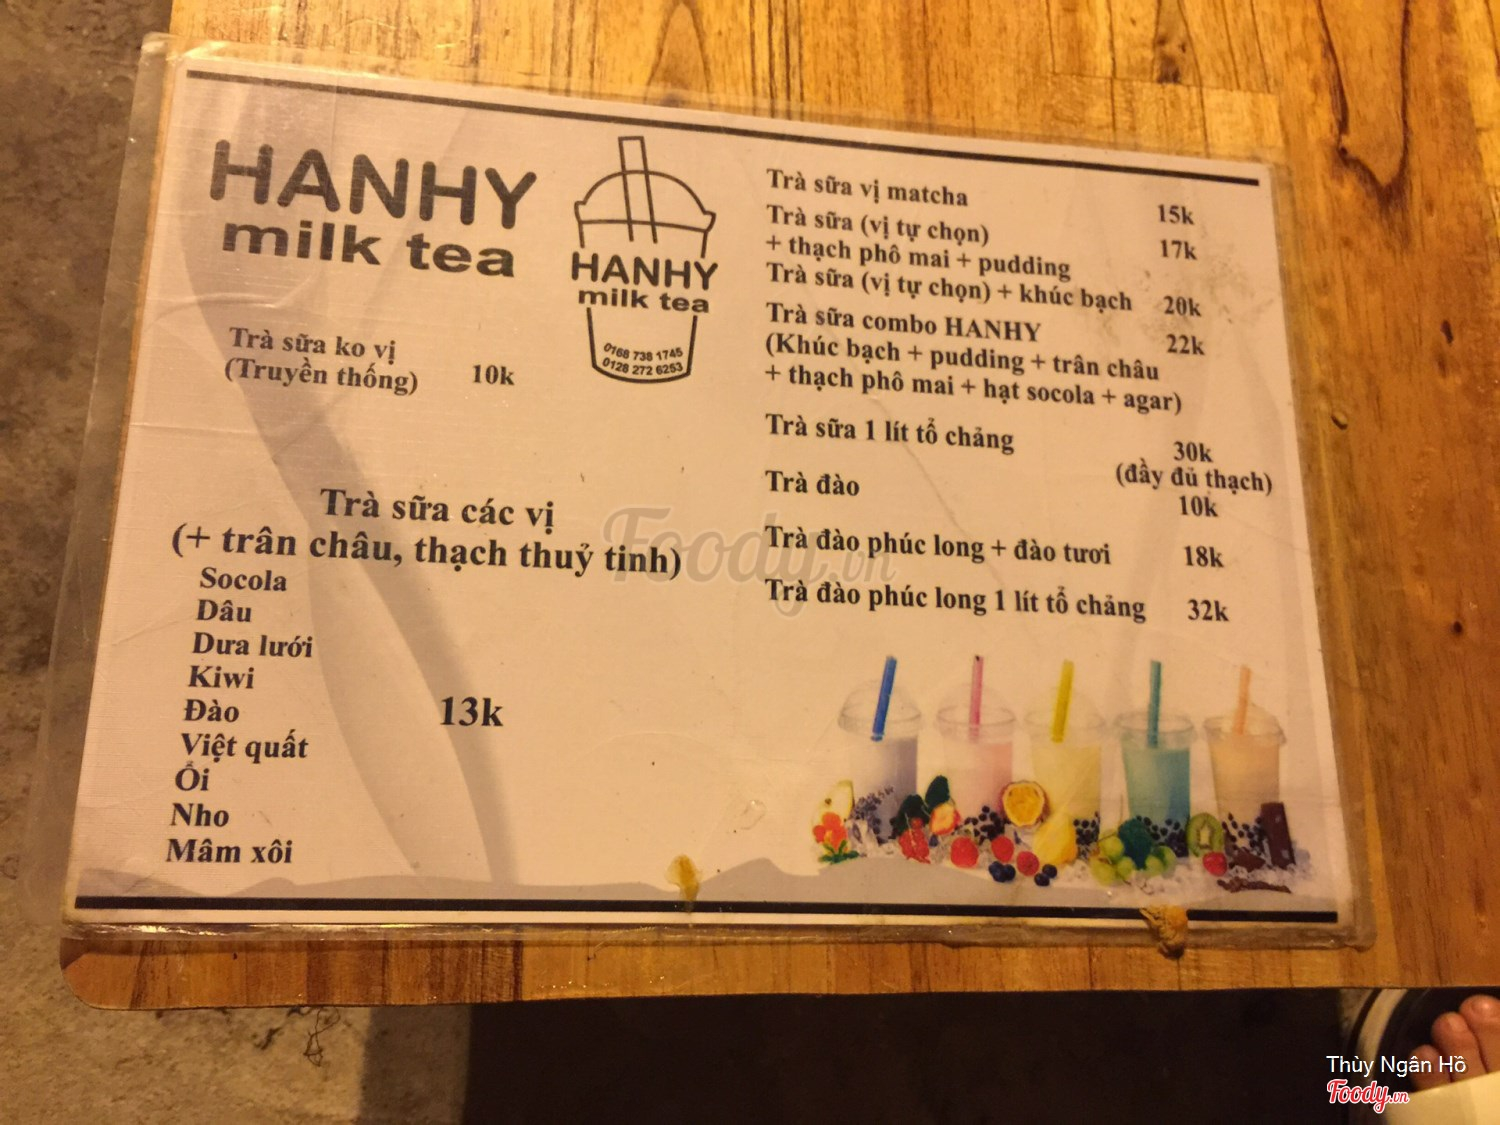 HANHY
milk tea
HANHY
milk tea
0168 738 1745
0128 272 6253
Trà sữa ko vị
(Truyền thống) 10k
Trà sữa các vị
(+ trân châu, thạch thuỷ tinh)
Socola
Dâu
Dưa lưới
Kiwi
Đào 13k
Việt quất
Ổi
Nho
Mâm xôi
Trà sữa vị matcha 15k
Trà sữa (vị tự chọn) 17k
+ thạch phô mai + pudding
Trà sữa (vị tự chọn) + khúc bạch 20k
Trà sữa combo HANHY 22k
(Khúc bạch + pudding + trân châu
+ thạch phô mai + hạt socola + agar)
Trà sữa 1 lít tổ chảng 30k
(đầy đủ thạch)
Trà đào 10k
Trà đào phúc long + đào tươi 18k
Trà đào phúc long 1 lít tổ chảng 32k
Foody.vn
Thùy Ngân Hồ
Foody.vn